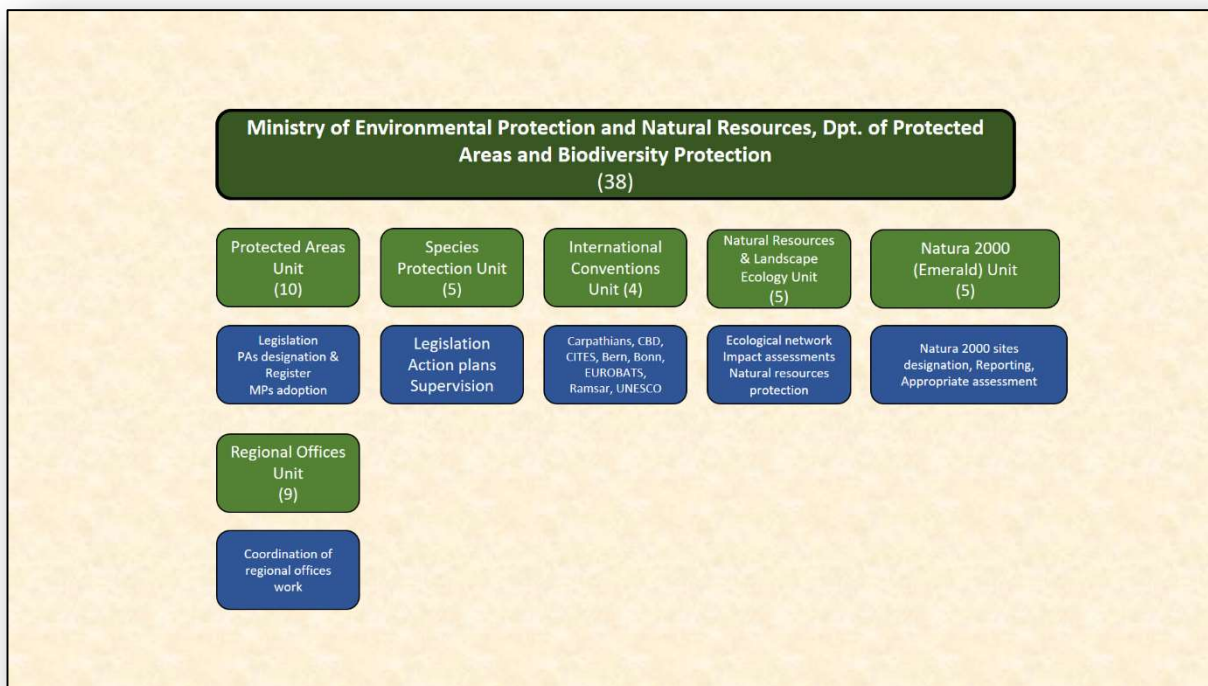 Ministry of Environmental Protection and Natural Resources, Dpt. of Protected
Areas and Biodiversity Protection
(38)
Protected Areas
Unit
(10)
Species
Protection Unit
(5)
International
Conventions
Unit (4)
Natural Resources
& Landscape
Ecology Unit
(5)
Natura 2000
(Emerald) Unit
(5)
Legislation
PAs designation &
Register
MPs adoption
Legislation
Action plans
Supervision
Carpathians, CBD,
CITES, Bern, Bonn,
EUROBATS,
Ramsar, UNESCO
Ecological network
Impact assessments
Natural resources
protection
Natura 2000 sites
designation, Reporting,
Appropriate assessment
Regional Offices
Unit
(9)
Coordination of
regional offices
work